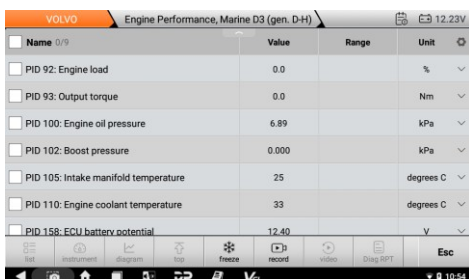 VOLVO Engine Performance, Marine D3 (gen. D-H) 12.23V
Name 0/9 Value Range Unit
PID 92: Engine load 0.0 %
PID 93: Output torque 0.0 Nm
PID 100: Engine oil pressure 6.89 kPa
PID 102: Boost pressure 0.000 kPa
PID 105: Intake manifold temperature 25 degrees C
PID 110: Engine coolant temperature 33 degrees C
PID 158: ECU battery potential 12.40 V
list instrument diagram top freeze record video Diag RPT Esc
10:54